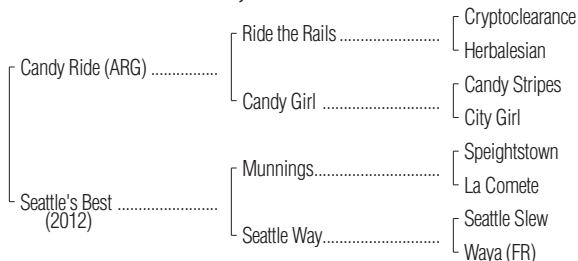 Cryptoclearance
Ride the Rails
Herbalesian
Candy Ride (ARG)
Candy Stripes
Candy Girl
City Girl
Speightstown
Munnings
La Comete
Seattle's Best
(2012)
Seattle Slew
Seattle Way
Waya (FR)